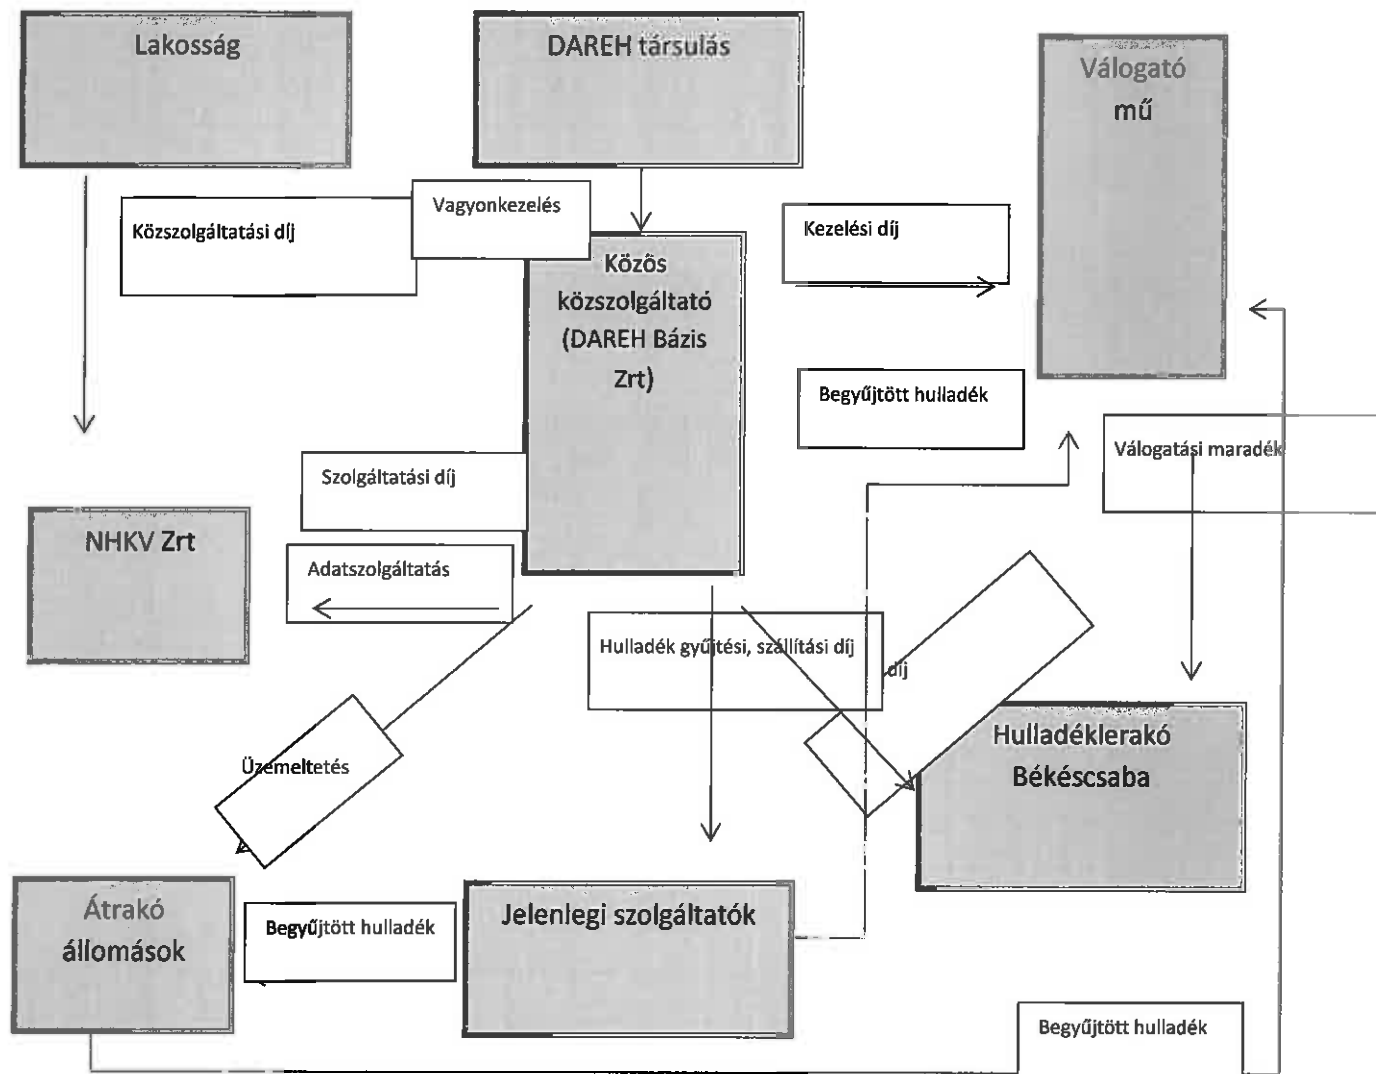 Lakosság
DAREH társulás
Válogató
mű
Közszolgáltatási díj
Vagyonkezelés
Kezelési díj
Közös
közszolgáltató
(DAREH Bázis
Zrt)
Begyűjtött hulladék
Válogatási maradék
Szolgáltatási díj
NHKV Zrt
Adatszolgáltatás
Hulladék gyűjtési, szállítási díj
díj
Üzemeltetés
Hulladéklerakó
Békéscsaba
Átrakó
állomások
Begyűjtött hulladék
Jelenlegi szolgáltatók
Begyűjtött hulladék